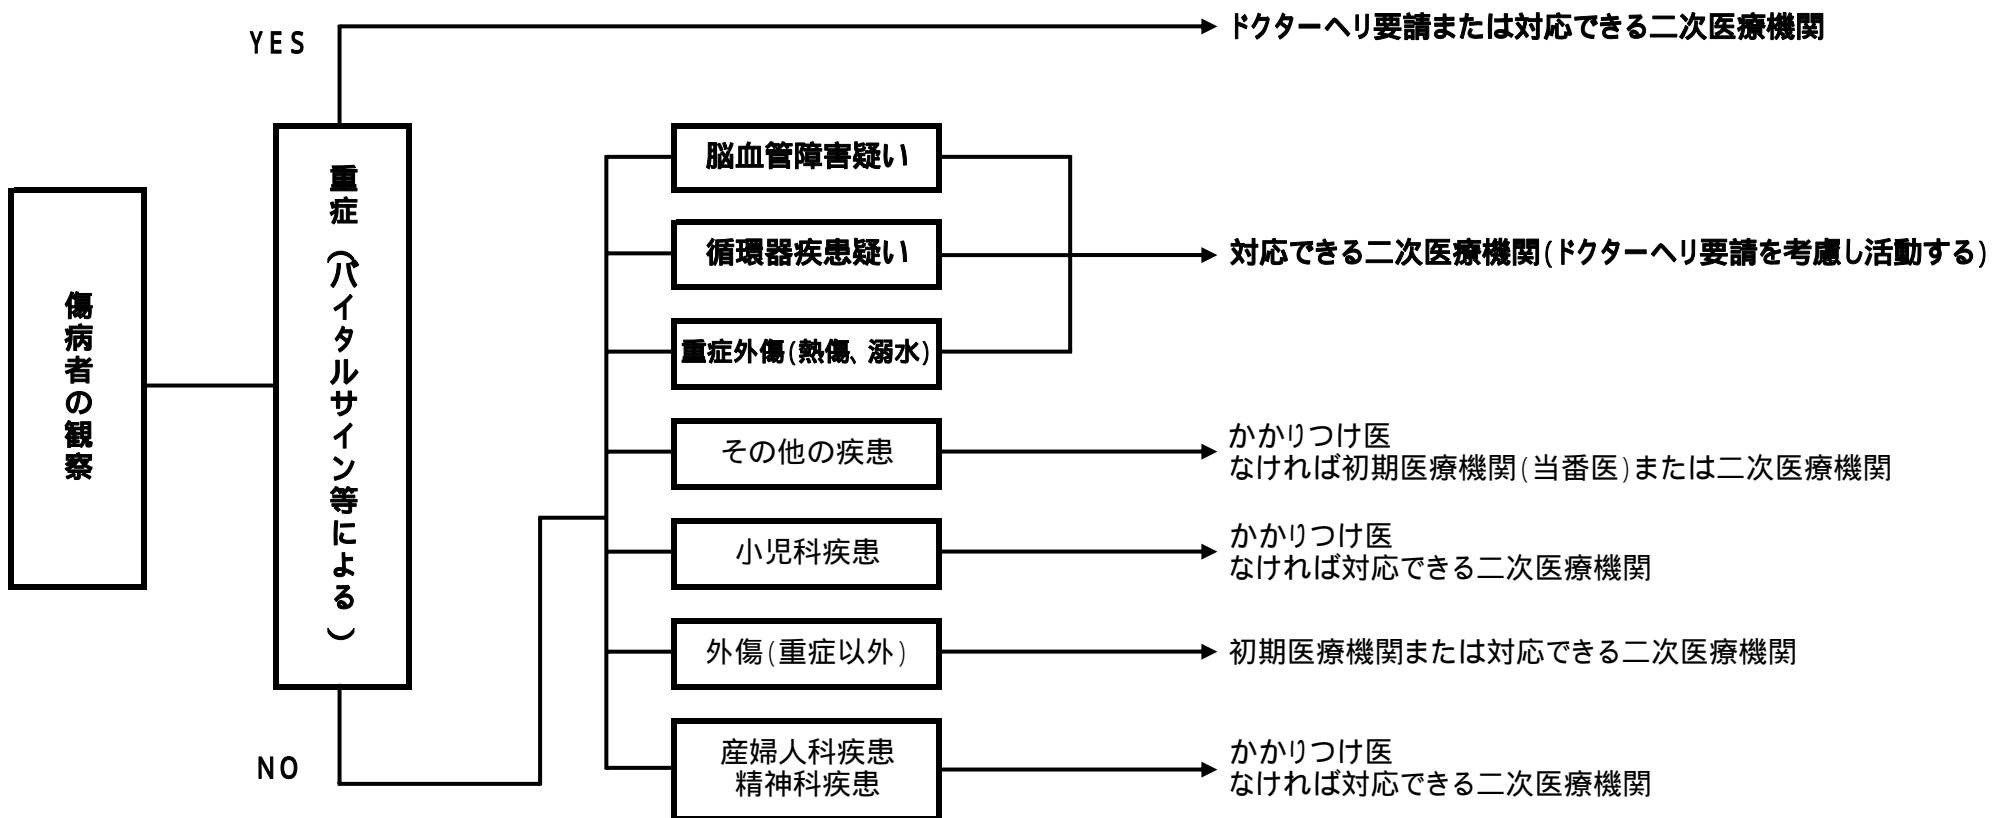 YES
ドクターヘリ要請または対応できる二次医療機関
傷病者の観察
重症（バイタルサイン等による）
NO
脳血管障害疑い
循環器疾患疑い
重症外傷(熱傷、溺水)
対応できる二次医療機関(ドクターヘリ要請を考慮し活動する)
その他の疾患
かかりつけ医
なければ初期医療機関(当番医)または二次医療機関
小児科疾患
かかりつけ医
なければ対応できる二次医療機関
外傷(重症以外)
初期医療機関または対応できる二次医療機関
産婦人科疾患
精神科疾患
かかりつけ医
なければ対応できる二次医療機関